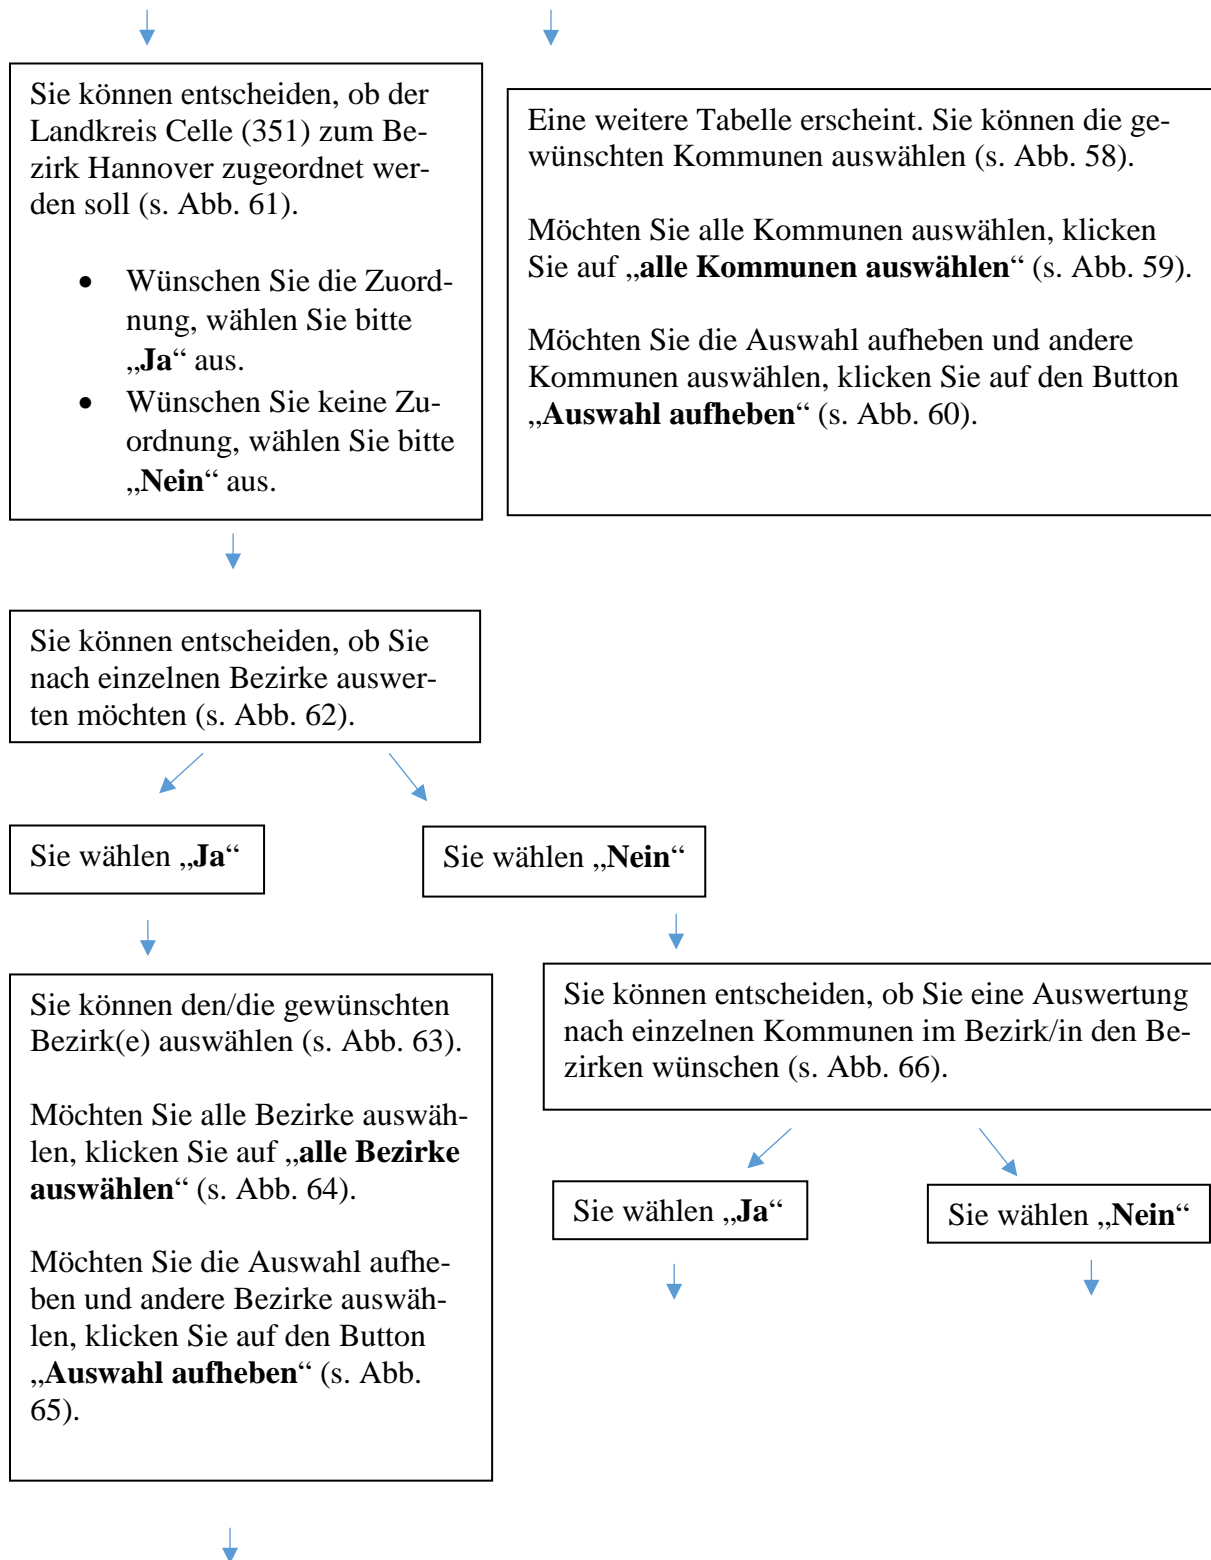 Sie können entscheiden, ob der
Landkreis Celle (351) zum Be-
zirk Hannover zugeordnet wer-
den soll (s. Abb. 61).
• Wünschen Sie die Zuord-
nung, wählen Sie bitte
„Ja“ aus.
• Wünschen Sie keine Zu-
ordnung, wählen Sie bitte
„Nein“ aus.
Eine weitere Tabelle erscheint. Sie können die ge-
wünschten Kommunen auswählen (s. Abb. 58).
Möchten Sie alle Kommunen auswählen, klicken
Sie auf „alle Kommunen auswählen“ (s. Abb. 59).
Möchten Sie die Auswahl aufheben und andere
Kommunen auswählen, klicken Sie auf den Button
„Auswahl aufheben“ (s. Abb. 60).
Sie können entscheiden, ob Sie
nach einzelnen Bezirke auswer-
ten möchten (s. Abb. 62).
Sie wählen „Ja“
Sie wählen „Nein“
Sie können den/die gewünschten
Bezirk(e) auswählen (s. Abb. 63).
Möchten Sie alle Bezirke auswäh-
len, klicken Sie auf „alle Bezirke
auswählen“ (s. Abb. 64).
Möchten Sie die Auswahl aufhe-
ben und andere Bezirke auswäh-
len, klicken Sie auf den Button
„Auswahl aufheben“ (s. Abb.
65).
Sie können entscheiden, ob Sie eine Auswertung
nach einzelnen Kommunen im Bezirk/in den Be-
zirken wünschen (s. Abb. 66).
Sie wählen „Ja“
Sie wählen „Nein“